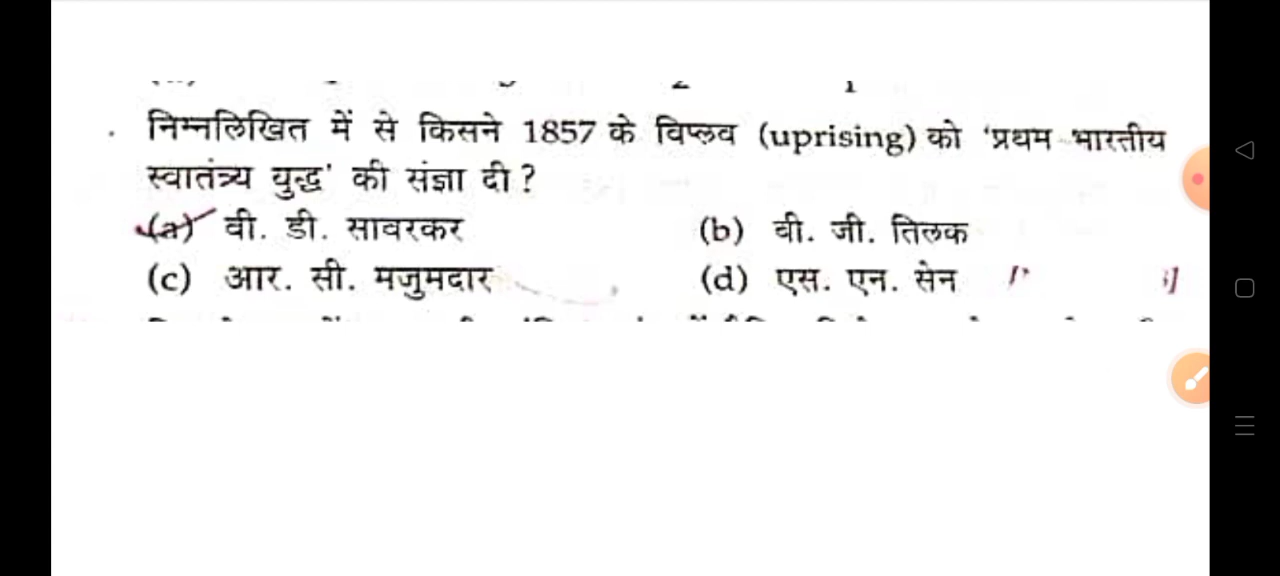 निम्नलिखित में से किसने 1857 के विप्लव (uprising) को ‘प्रथम भारतीय
स्वातंत्र्य युद्ध' की संज्ञा दी ?
(a) वी. डी. सावरकर (b) बी. जी. तिलक
(c) आर. सी. मजुमदार (d) एस. एन. सेन